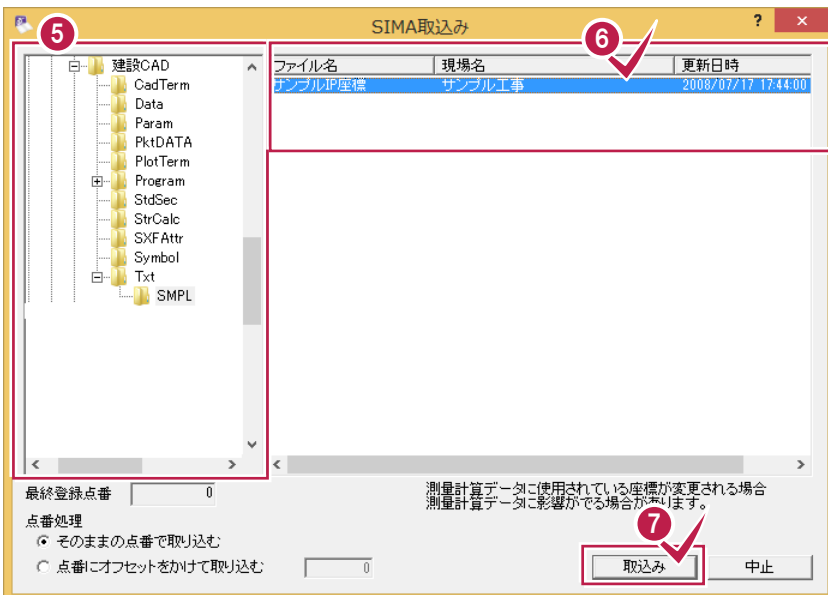 SIMA取込み
?
×
5
6
建設CAD
CadTerm
Data
Param
PktDATA
PlotTerm
Program
StdSec
StrCalc
SXFAttr
Symbol
Txt
SMPL
ファイル名 現場名 更新日時
サンプルIP座標 サンプル工事 2008/07/17 17:44:00
最終登録点番 0
測量計算データに使用されている座標が変更される場合
測量計算データに影響がでる場合があります。
点番処理
そのままの点番で取り込む
点番にオフセットをかけて取り込む 0
7
取込み 中止